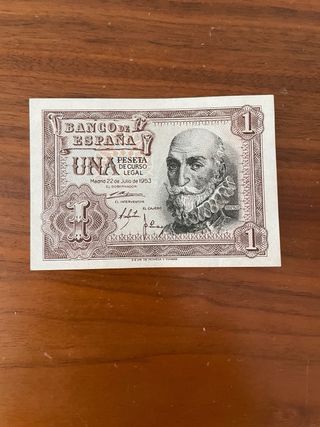 BANCO DE
ESPAÑA
1
UNA PESETA
DE CURSO
LEGAL
Madrid 22 de Julio de 1953
EL GOBERNADOR
EL INTERVENTOR
EL CAJERO
1
1